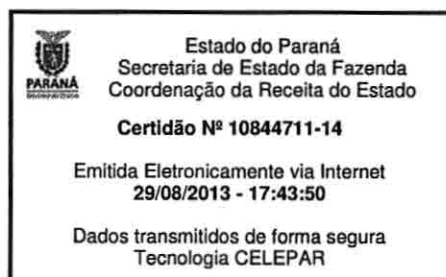 PARANÁ
Estado do Paraná
Secretaria de Estado da Fazenda
Coordenação da Receita do Estado
Certidão Nº 10844711-14
Emitida Eletronicamente via Internet
29/08/2013 - 17:43:50
Dados transmitidos de forma segura
Tecnologia CELEPAR